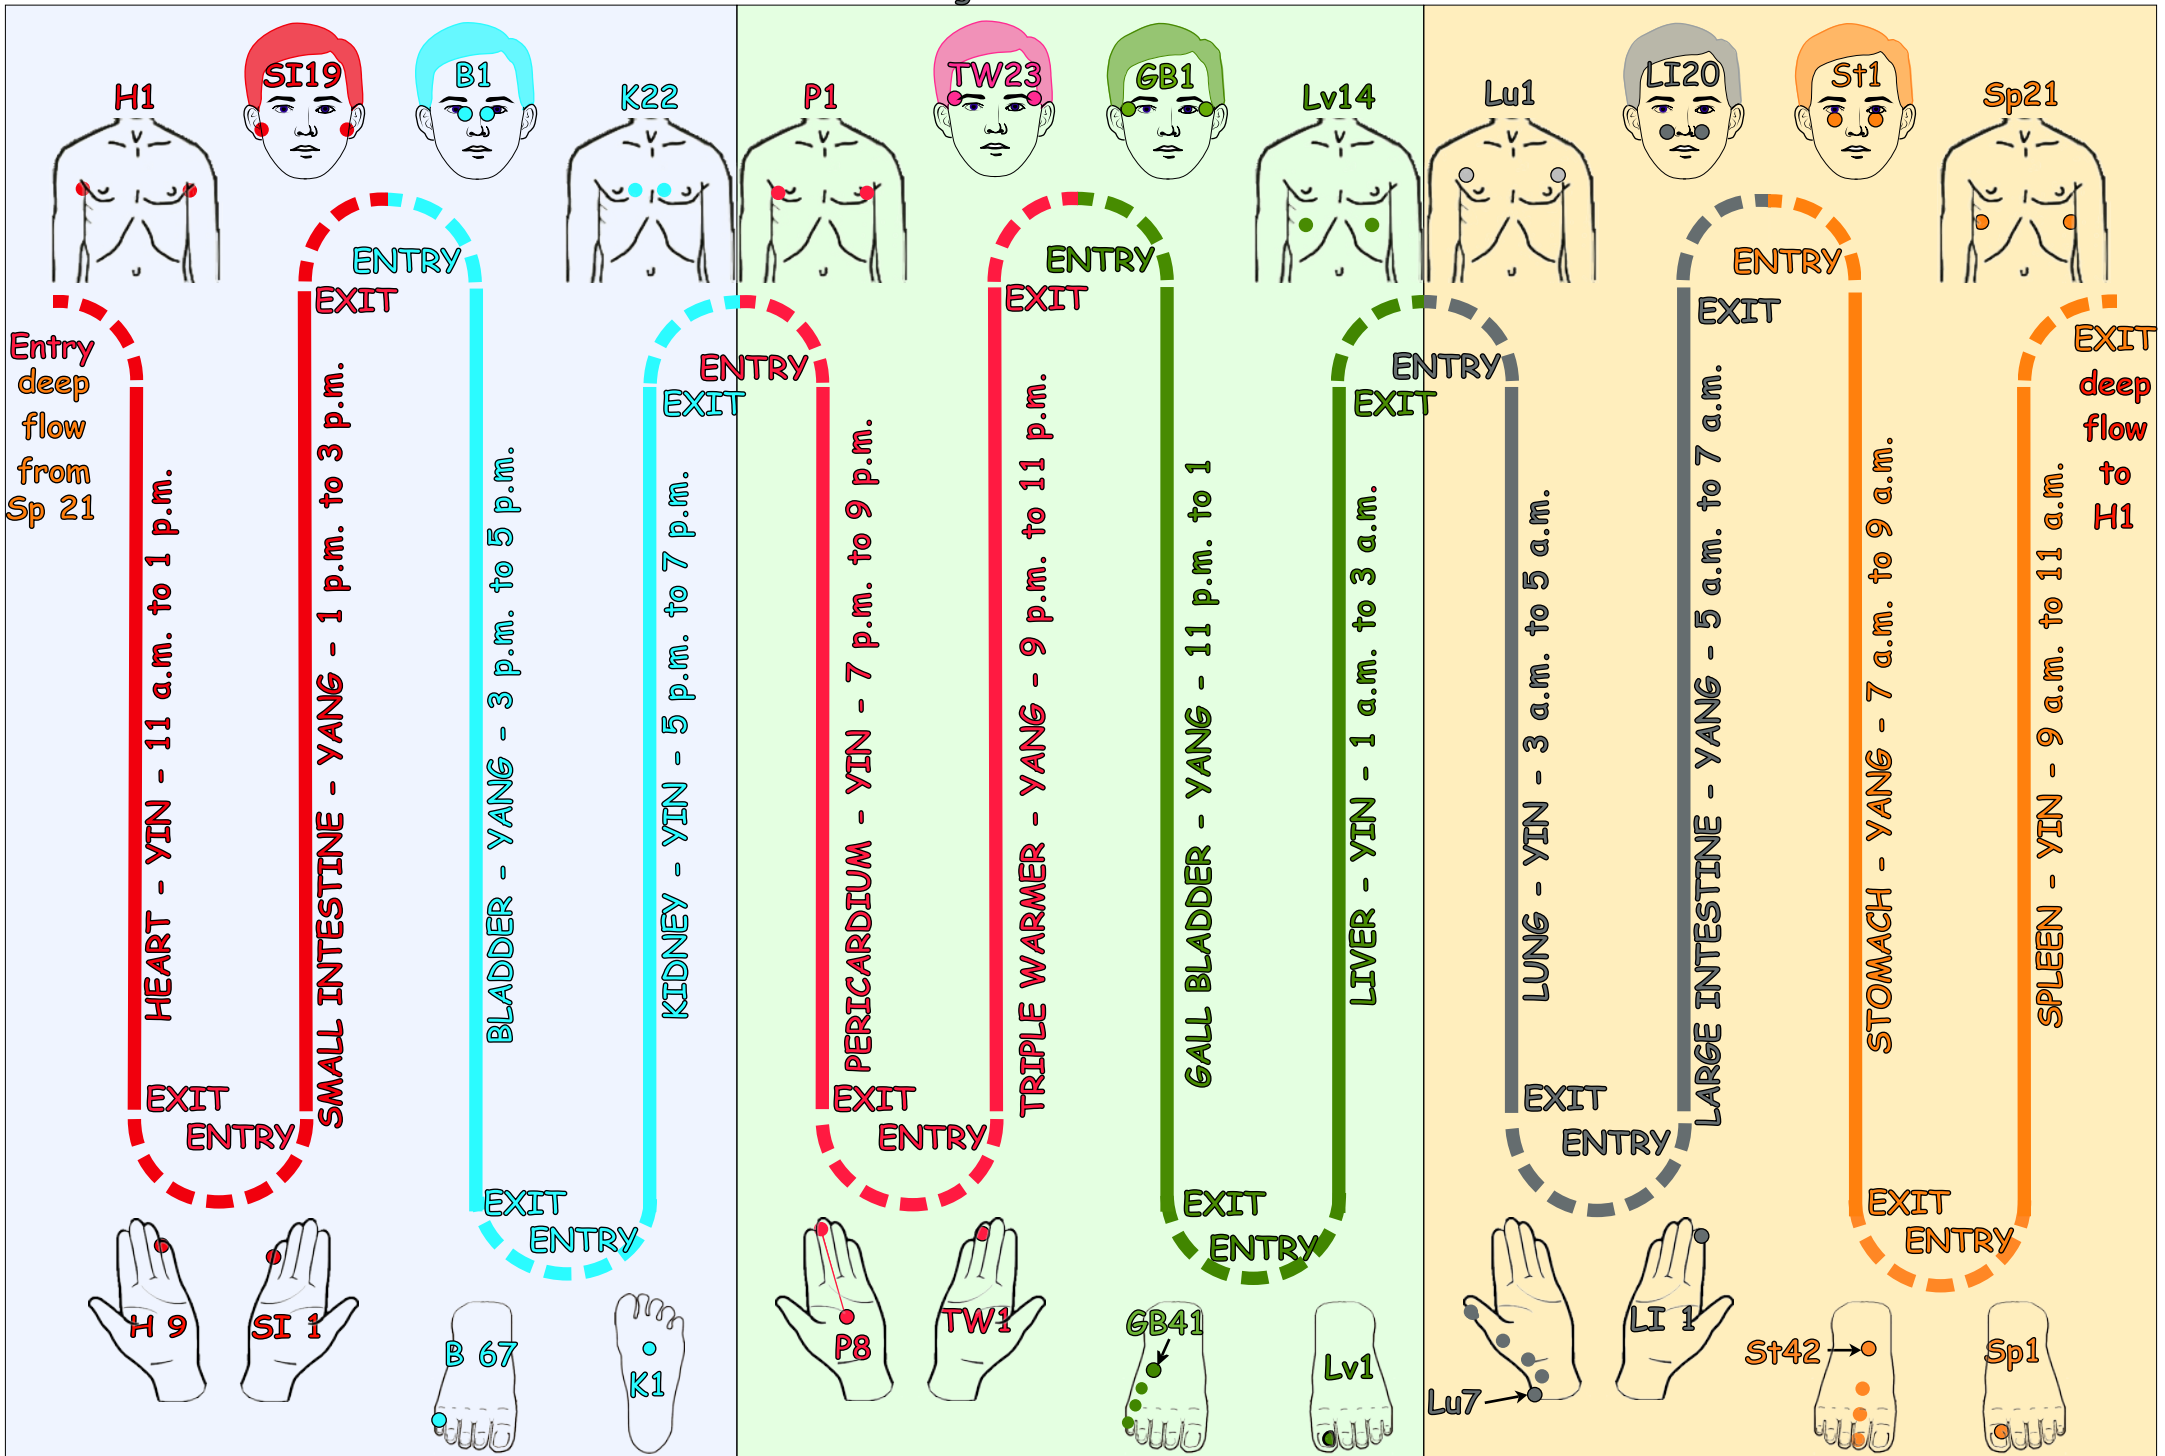 H1
SI19
B1
K22
P1
TW23
GB1
Lv14
Lu1
LI20
St1
Sp21
ENTRY
EXIT
ENTRY
EXIT
ENTRY
EXIT
Entry
deep
flow
from
Sp 21
ENTRY
EXIT
ENTRY
EXIT
EXIT
deep
flow
to
H1
HEART - YIN - 11 a.m. to 1 p.m.
SMALL INTESTINE - YANG - 1 p.m. to 3 p.m.
BLADDER - YANG - 3 p.m. to 5 p.m.
KIDNEY - YIN - 5 p.m. to 7 p.m.
PERICARDIUM - YIN - 7 p.m. to 9 p.m.
TRIPLE WARMER - YANG - 9 p.m. to 11 p.m.
GALL BLADDER - YANG - 11 p.m. to 1
LIVER - YIN - 1 a.m. to 3 a.m.
LUNG - YIN - 3 a.m. to 5 a.m.
LARGE INTESTINE - YANG - 5 a.m. to 7 a.m.
STOMACH - YANG - 7 a.m. to 9 a.m.
SPLEEN - YIN - 9 a.m. to 11 a.m.
EXIT
ENTRY
EXIT
ENTRY
EXIT
ENTRY
EXIT
ENTRY
EXIT
ENTRY
EXIT
ENTRY
H 9
SI 1
B 67
K1
P8
TW1
GB41
Lv1
Lu7
LI 1
St42
Sp1